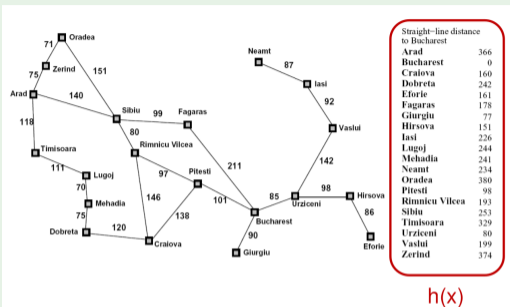 Oradea
71
Neamt
Zerind
87
75
151
Iasi
Arad
140
92
Sibiu
99
Fagaras
118
80
Vaslui
Rimnicu Vilcea
Timisoara
142
111
Lugoj
97
Pitesti
211
70
98
Hirsova
85
Mehadia
146
101
Urziceni
75
138
86
120
Bucharest
Dobreta
90
Craiova
Eforie
Giurgiu
Straight-line distance
to Bucharest
Arad 366
Bucharest 0
Craiova 160
Dobreta 242
Eforie 161
Fagaras 178
Giurgiu 77
Hirsova 151
Iasi 226
Lugoj 244
Mehadia 241
Neamt 234
Oradea 380
Pitesti 98
Rimnicu Vilcea 193
Sibiu 253
Timisoara 329
Urziceni 80
Vaslui 199
Zerind 374
h(x)